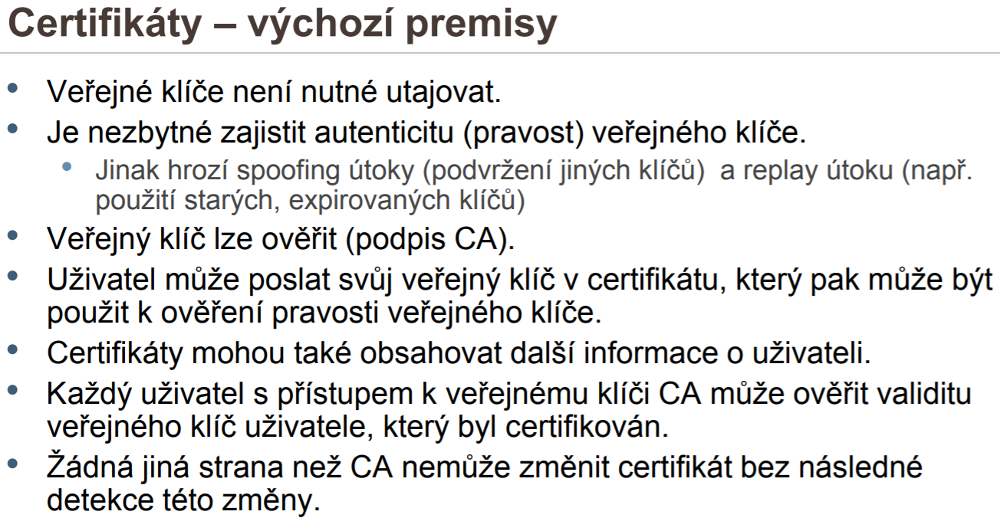 Certifikáty – výchozí premisy
• Veřejné klíče není nutné utajovat.
• Je nezbytné zajistit autenticitu (pravost) veřejného klíče.
• Jinak hrozí spoofing útoky (podvržení jiných klíčů) a replay útoku (např.
použití starých, expirovaných klíčů)
• Veřejný klíč lze ověřit (podpis CA).
• Uživatel může poslat svůj veřejný klíč v certifikátu, který pak může být
použit k ověření pravosti veřejného klíče.
• Certifikáty mohou také obsahovat další informace o uživateli.
• Každý uživatel s přístupem k veřejnému klíči CA může ověřit validitu
veřejného klíč uživatele, který byl certifikován.
• Žádná jiná strana než CA nemůže změnit certifikát bez následné
detekce této změny.